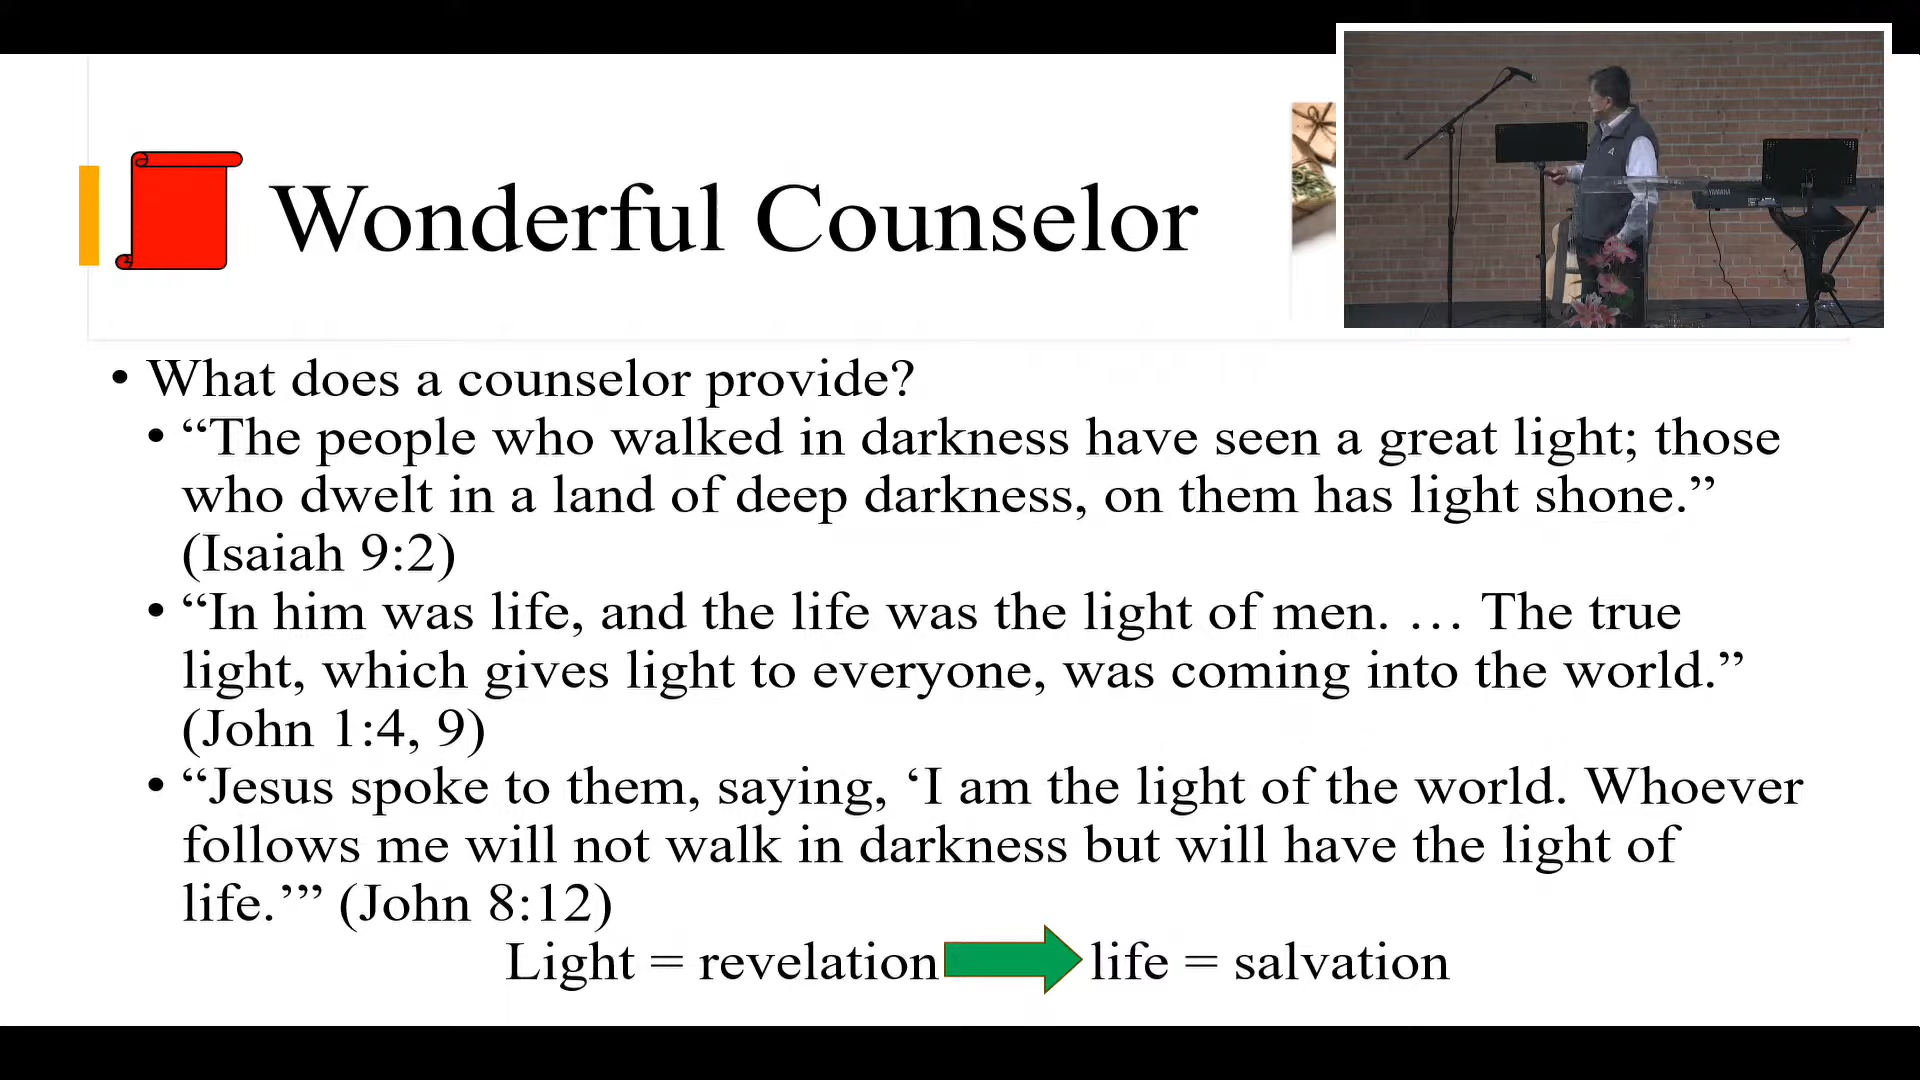 Wonderful Counselor
• What does a counselor provide?
• “The people who walked in darkness have seen a great light; those
who dwelt in a land of deep darkness, on them has light shone.”
(Isaiah 9:2)
• “In him was life, and the life was the light of men. … The true
light, which gives light to everyone, was coming into the world.”
(John 1:4, 9)
• “Jesus spoke to them, saying, ‘I am the light of the world. Whoever
follows me will not walk in darkness but will have the light of
life.’” (John 8:12)
Light = revelation life = salvation
YAMAHA